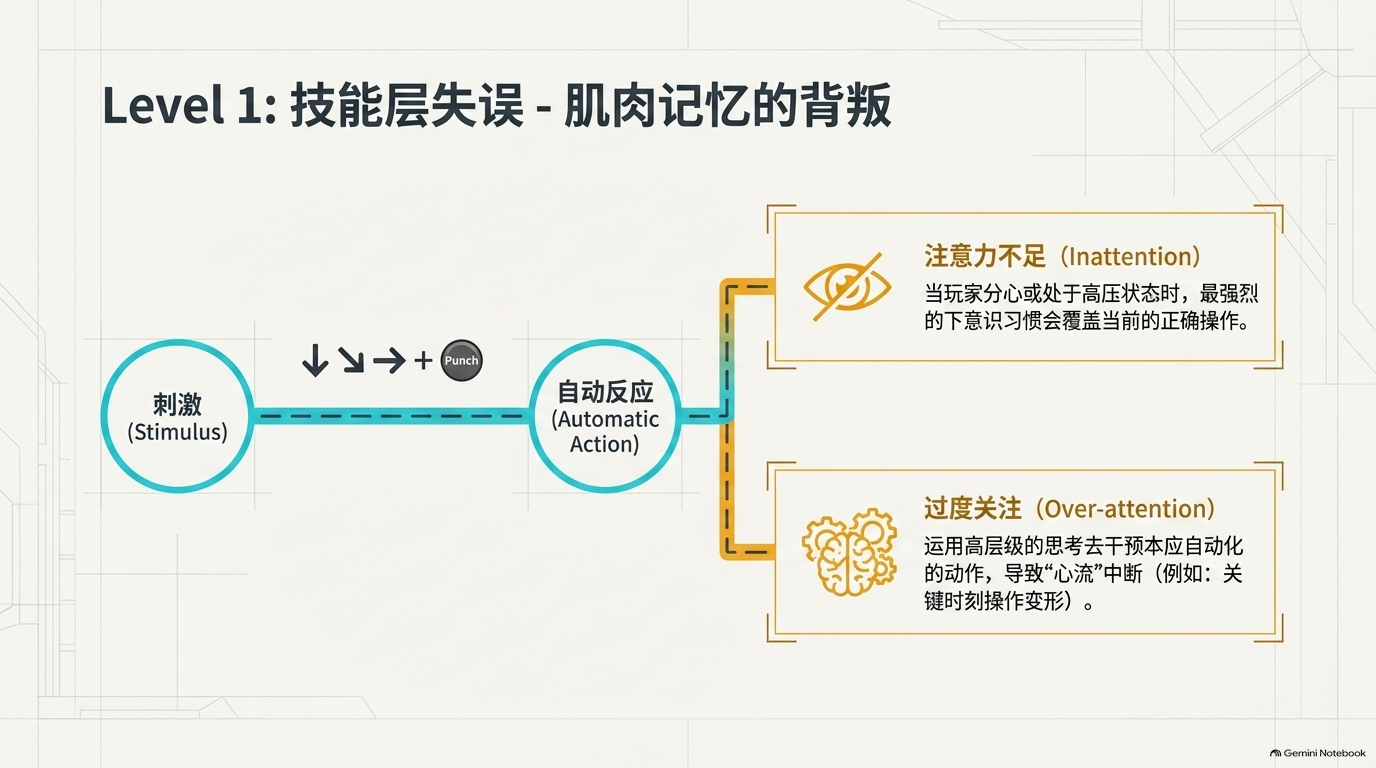 Level 1: 技能层失误 - 肌肉记忆的背叛
刺激
(Stimulus)
↓↘→+ Punch
自动反应
(Automatic
Action)
注意力不足（Inattention）
当玩家分心或处于高压状态时，最强烈
的下意识习惯会覆盖当前的正确操作。
过度关注（Over-attention）
运用高层级的思考去干预本应自动化
的动作，导致“心流”中断（例如：关
键时刻操作变形）。
Gemini Notebook